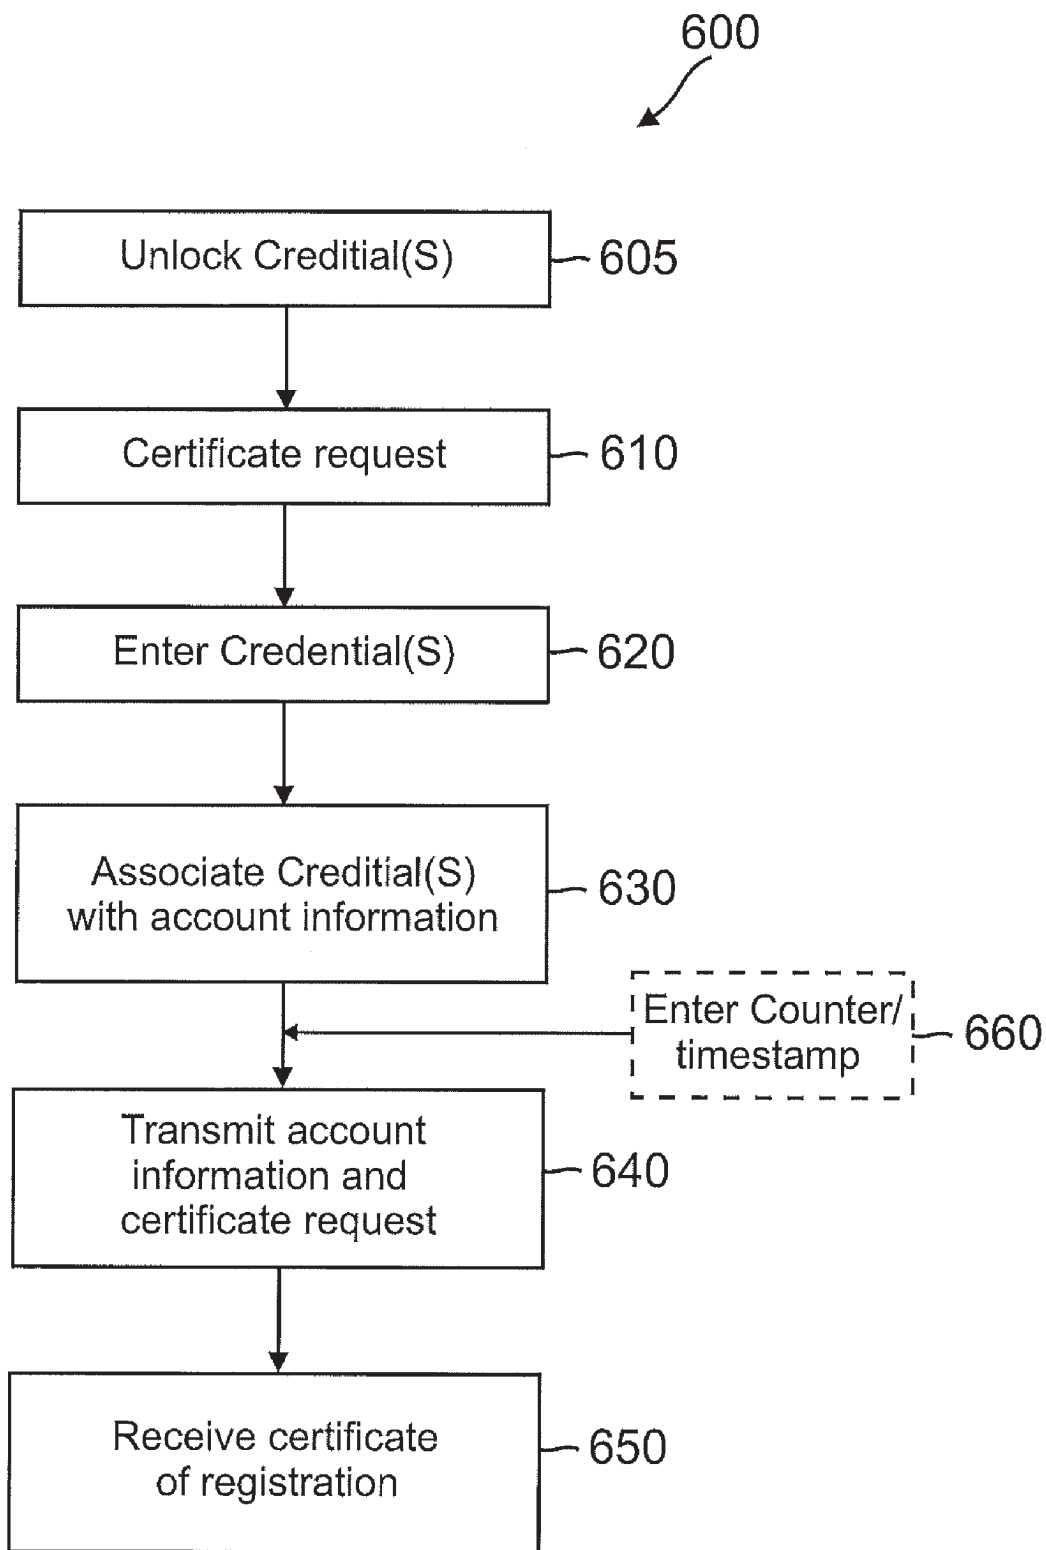 600
Unlock Creditial(S)
605
Certificate request
610
Enter Credential(S)
620
Associate Creditial(S)
with account information
630
Enter Counter/
timestamp
660
Transmit account
information and
certificate request
640
Receive certificate
of registration
650